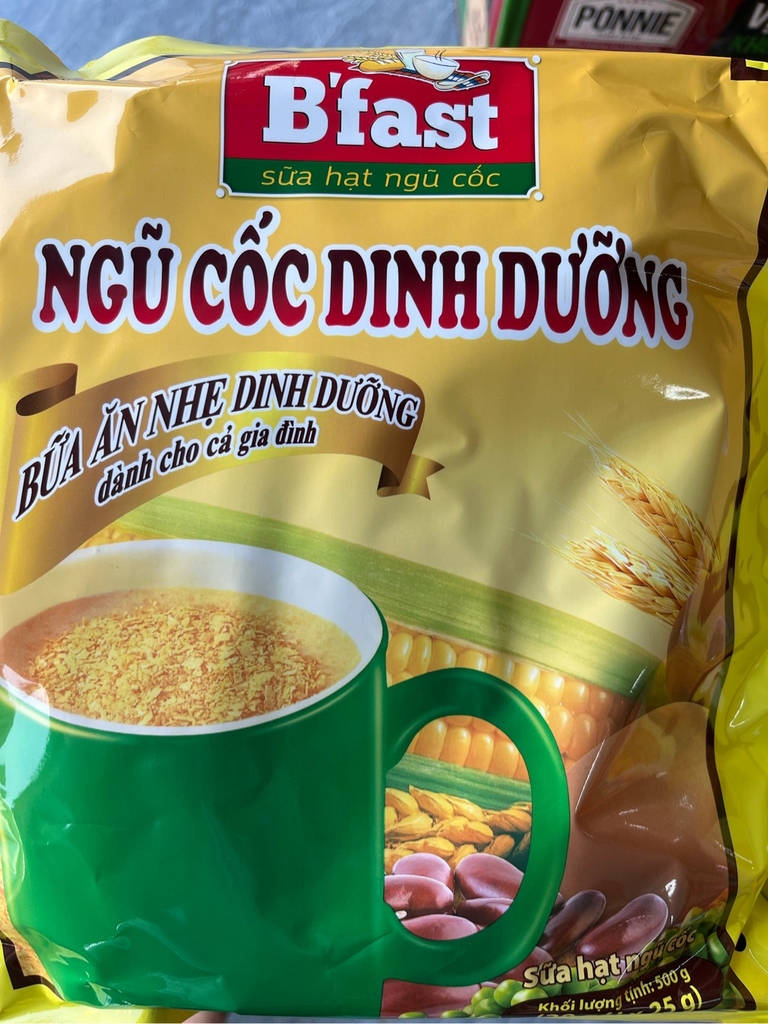 PONNIE
B'fast
sữa hạt ngũ cốc
NGŨ CỐC DINH DƯỠNG
BỮA ĂN NHẸ DINH DƯỠNG
dành cho cả gia đình
Sữa hạt ngũ cốc
Khối lượng tịnh: 500 g
25 g)